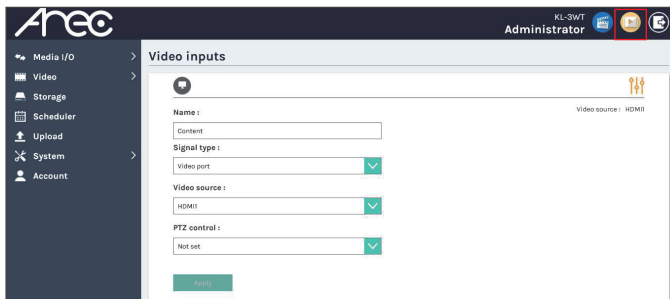 Arec
KL-3WT
Administrator
Media I/O
Video
Storage
Scheduler
Upload
System
Account
Video inputs
Video source : HDMI1
Name :
Content
Signal type :
Video port
Video source :
HDMI1
PTZ control :
Not set
Apply